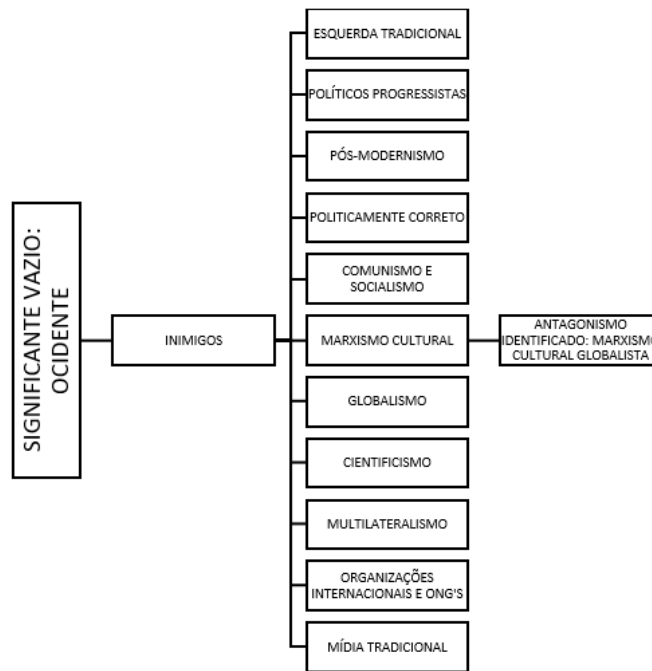 SIGNIFICANTE VAZIO:
OCIDENTE
INIMIGOS
ESQUERDA TRADICIONAL
POLÍTICOS PROGRESSISTAS
PÓS-MODERNISMO
POLITICAMENTE CORRETO
COMUNISMO E
SOCIALISMO
MARXISMO CULTURAL
GLOBALISMO
CIENTIFICISMO
MULTILATERALISMO
ORGANIZAÇÕES
INTERNACIONAIS E ONG'S
MÍDIA TRADICIONAL
ANTAGONISMO
IDENTIFICADO: MARXISMO
CULTURAL GLOBALISTA